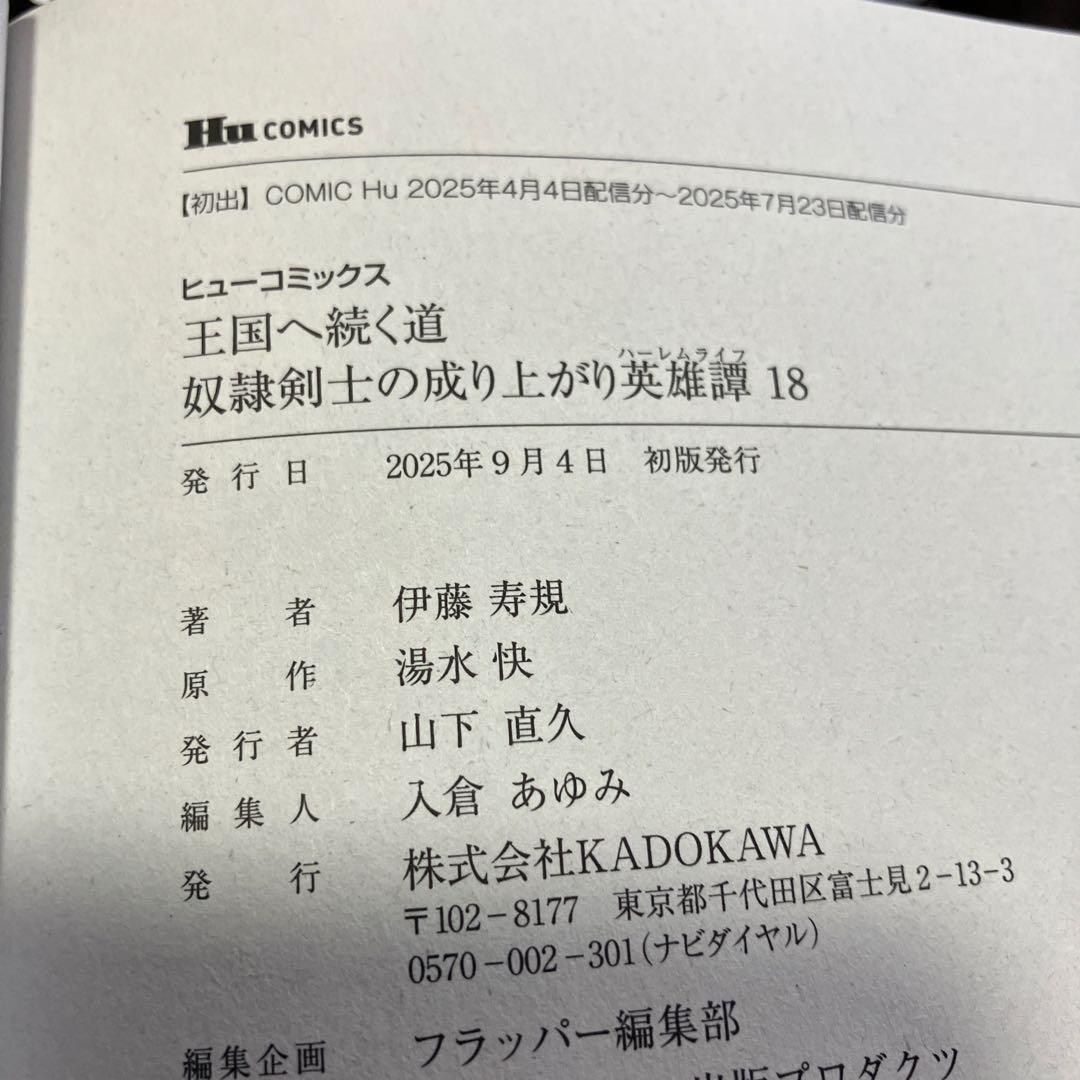 Hu COMICS
【初出】 COMIC Hu 2025年4月4日配信分～2025年7月23日配信分
ヒューコミックス
王国へ続く道
ハーレムライフ
奴隷剣士の成り上がり英雄譚 18
発行日 2025年9月4日 初版発行
著者 伊藤 寿規
原作 湯水 快
発行者 山下 直久
編集人 入倉 あゆみ
発行 株式会社KADOKAWA
〒102-8177 東京都千代田区富士見2-13-3
0570-002-301(ナビダイヤル)
編集企画 フラッパー編集部
出版プロダクツ